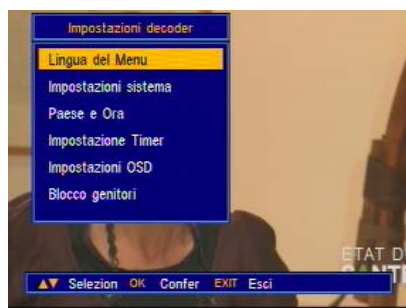 Impostazioni decoder
Lingua del Menu
Impostazioni sistema
Paese e Ora
Impostazione Timer
Impostazioni OSD
Blocco genitori
ETAT D
SANT
▲▼ Selezion OK Confer EXIT Esci